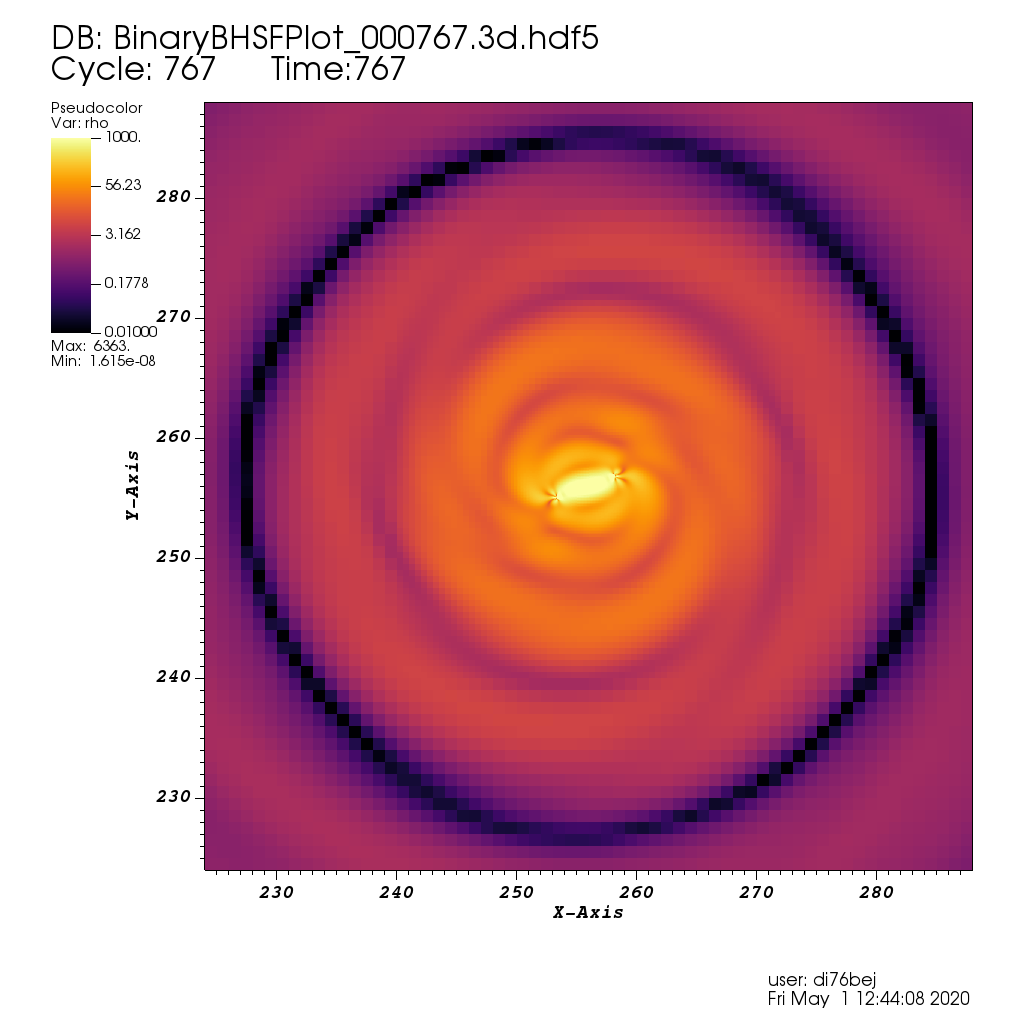 DB: BinaryBHSFPlot_000767.3d.hdf5
Cycle: 767 Time:767
Pseudocolor
Var: rho
1000.
56.23
3.162
0.1778
0.01000
Max: 6363.
Min: 1.615e-08
280
270
260
250
240
230
Y-Axis
230 240 250 260 270 280
X-Axis
user: di76bej
Fri May 1 12:44:08 2020